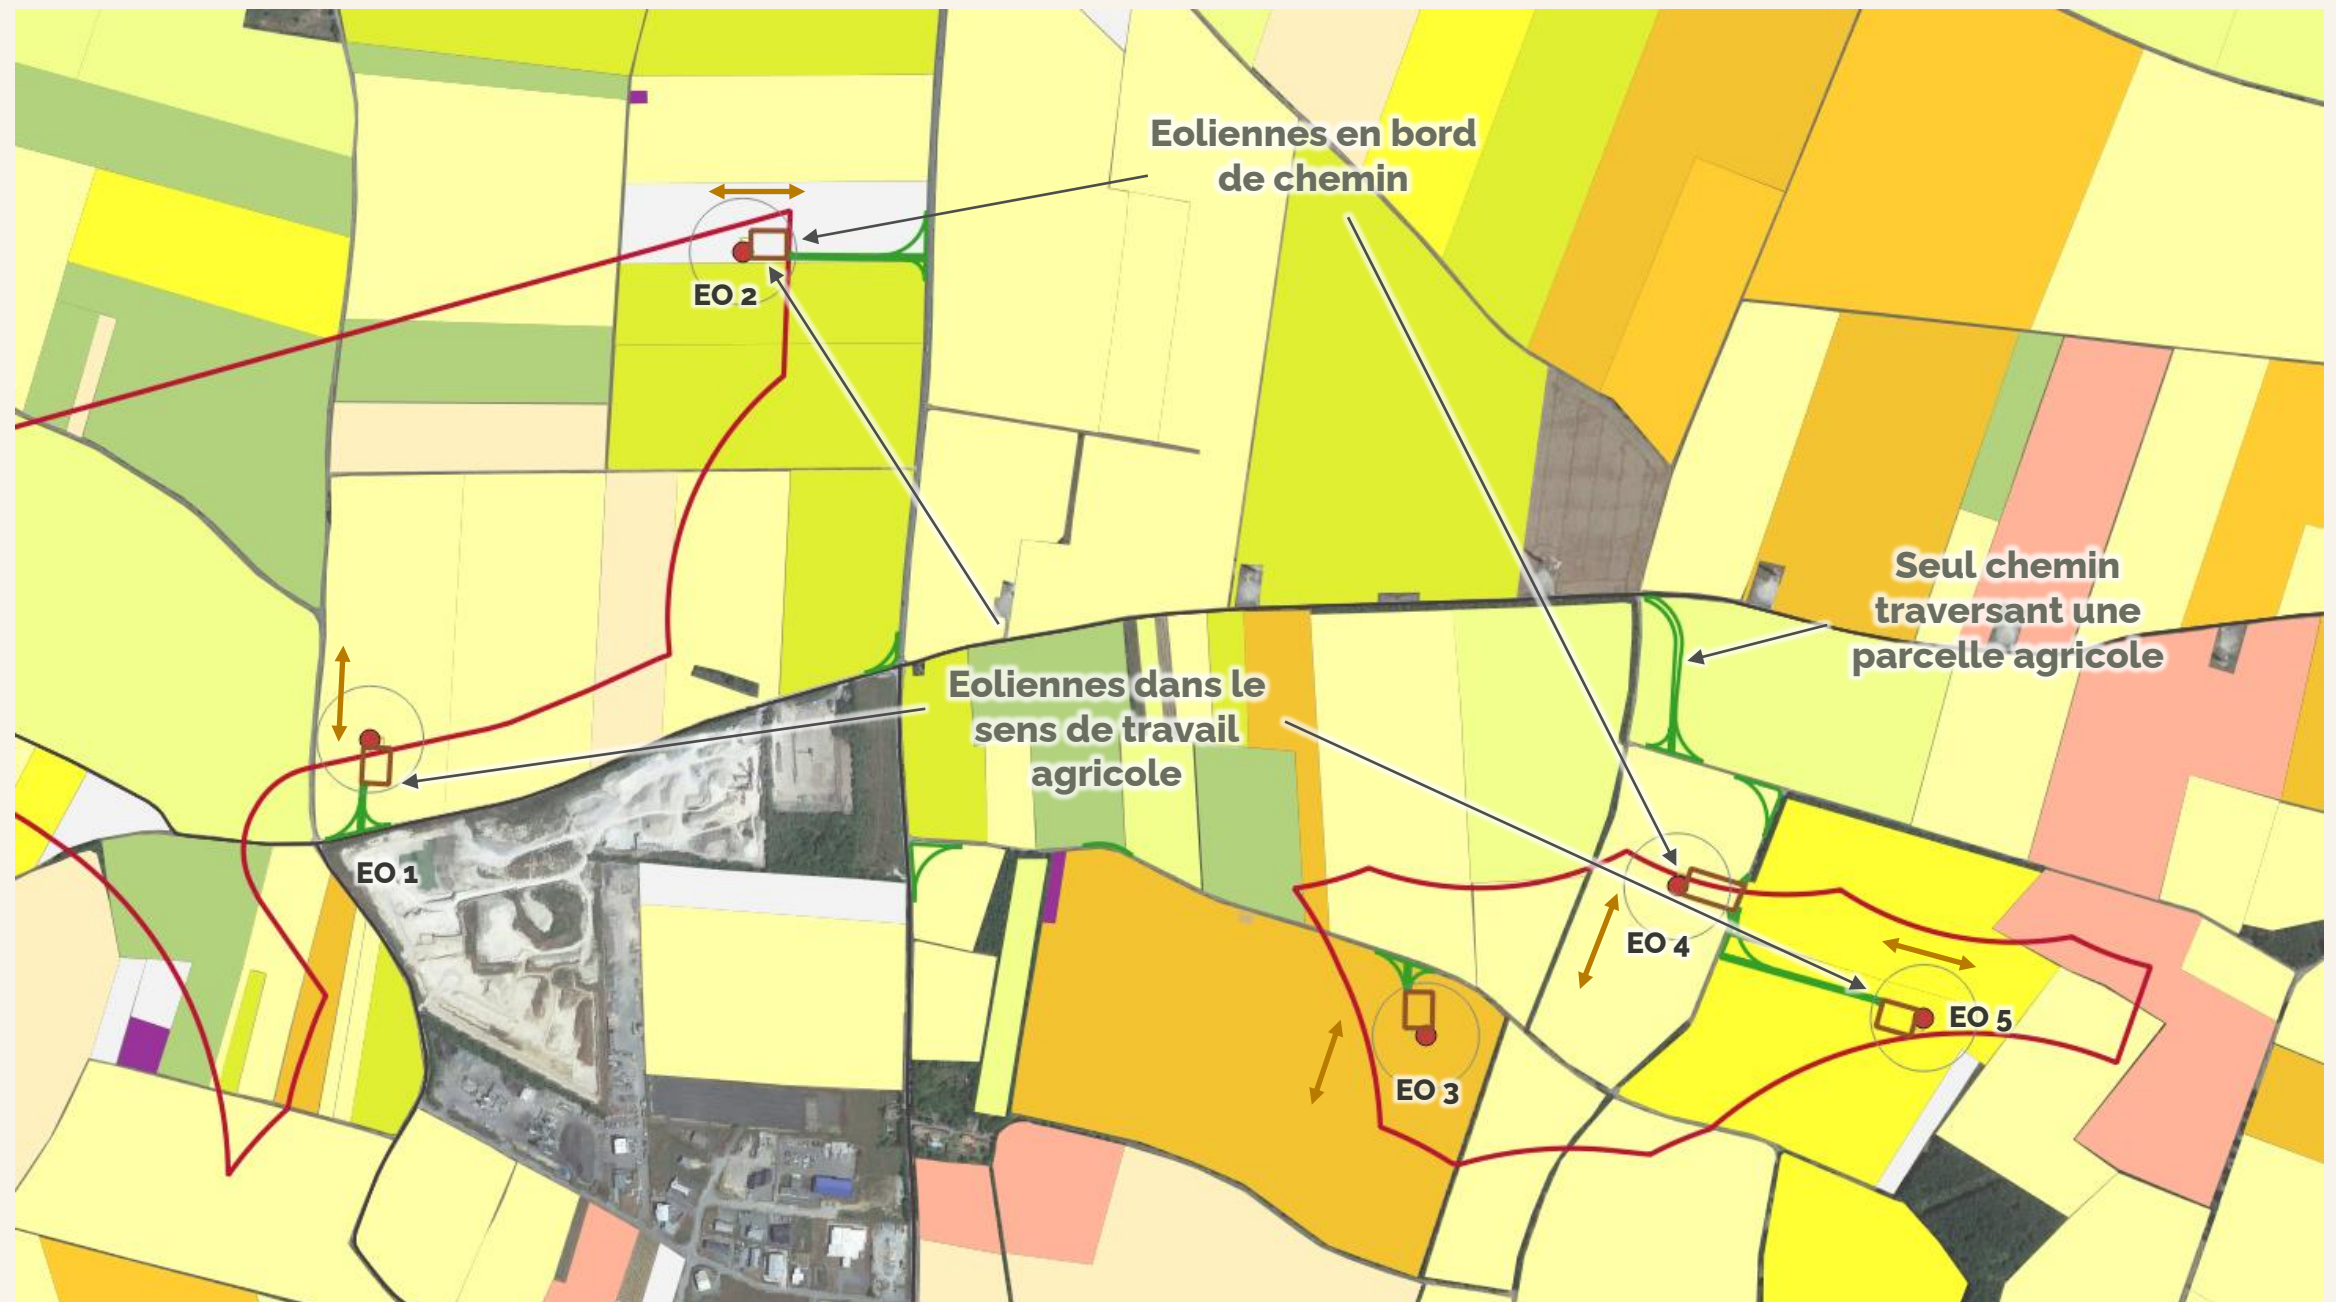 Eoliennes en bord
de chemin
EO 2
Seul chemin
traversant une
parcelle agricole
Eoliennes dans le
sens de travail
agricole
EO 1
EO 4
EO 5
EO 3